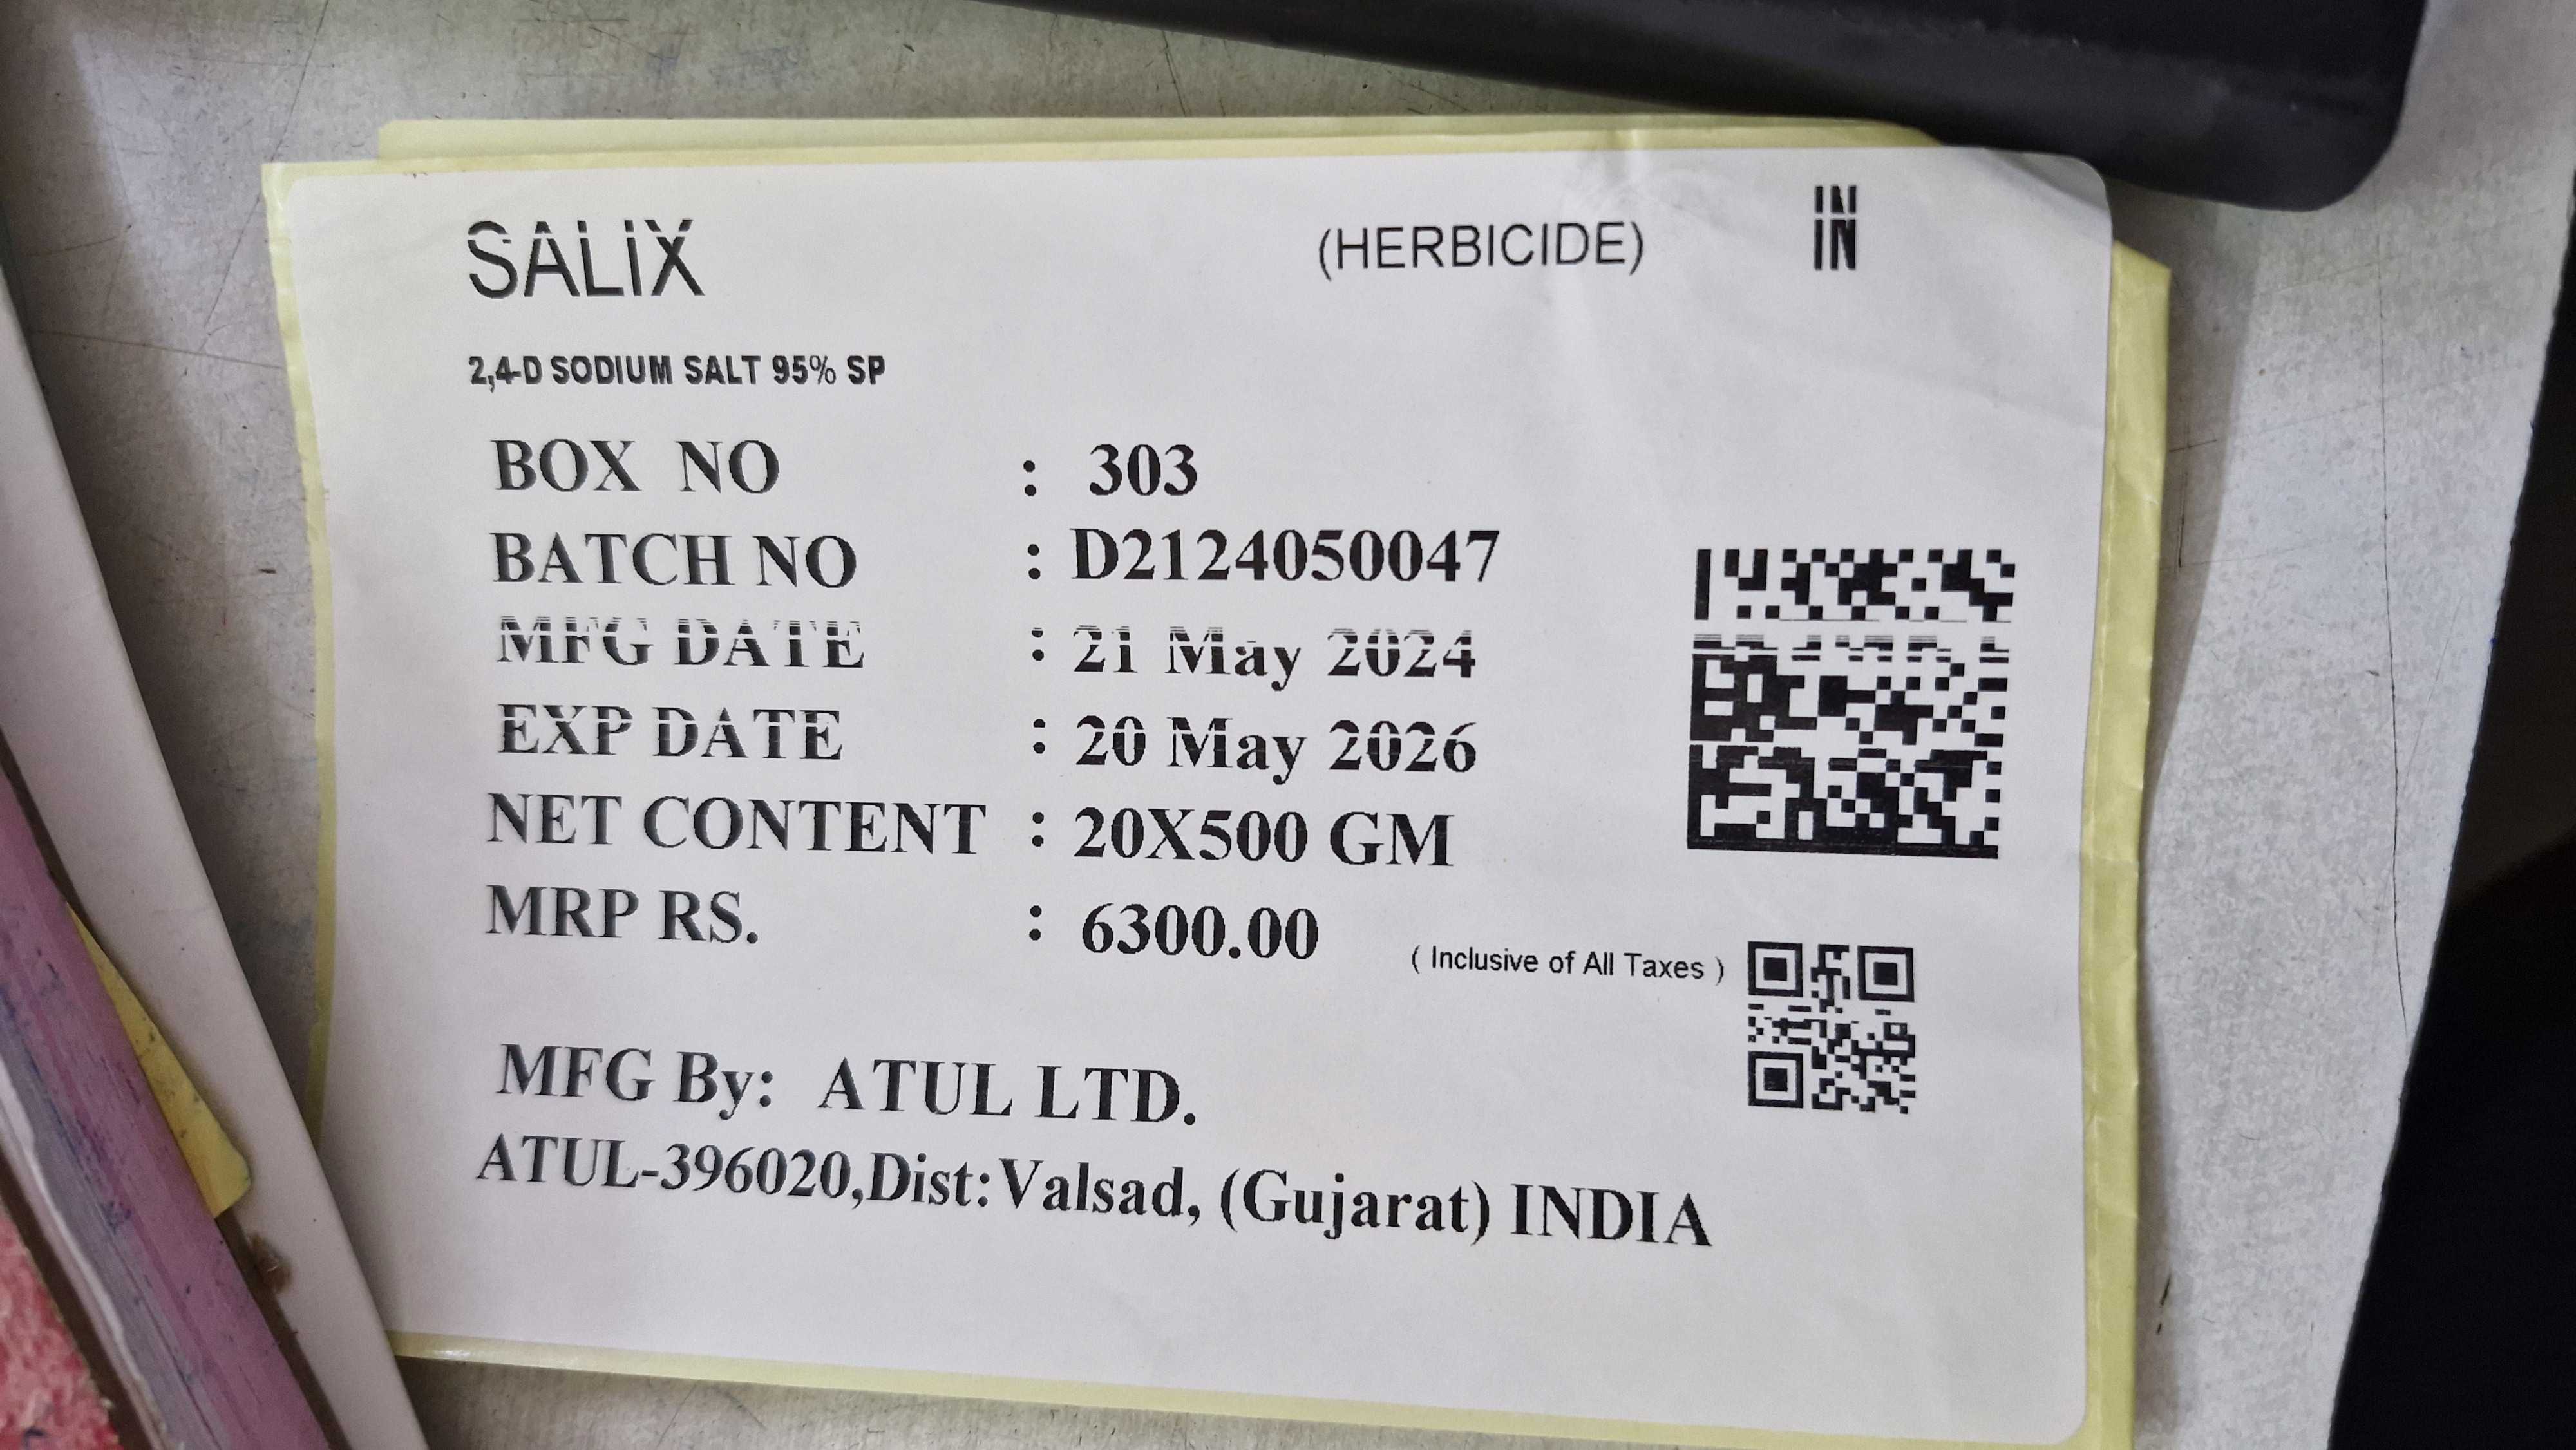 SALIX (HERBICIDE) IN
2,4-D SODIUM SALT 95% SP
BOX NO : 303
BATCH NO : D2124050047
MFG DATE : 21 May 2024
EXP DATE : 20 May 2026
NET CONTENT : 20X500 GM
MRP RS. : 6300.00 ( Inclusive of All Taxes )
MFG By: ATUL LTD.
ATUL-396020,Dist:Valsad, (Gujarat) INDIA